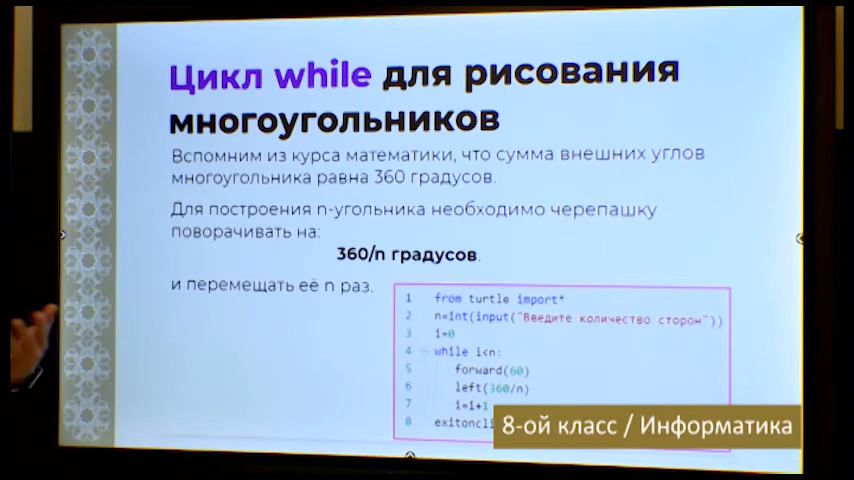 Цикл while для рисования
многоугольников
Вспомним из курса математики, что сумма внешних углов
многоугольника равна 360 градусов.
Для построения n-угольника необходимо черепашку
поворачивать на:
360/n градусов.
и перемещать её n раз.
1 from turtle import*
2 n=int(input("Введите количество сторон"))
3 i=0
4 while i<n:
5 forward(60)
6 left(360/n)
7 i=i+1
8 exitoncli
8-ой класс / Информатика